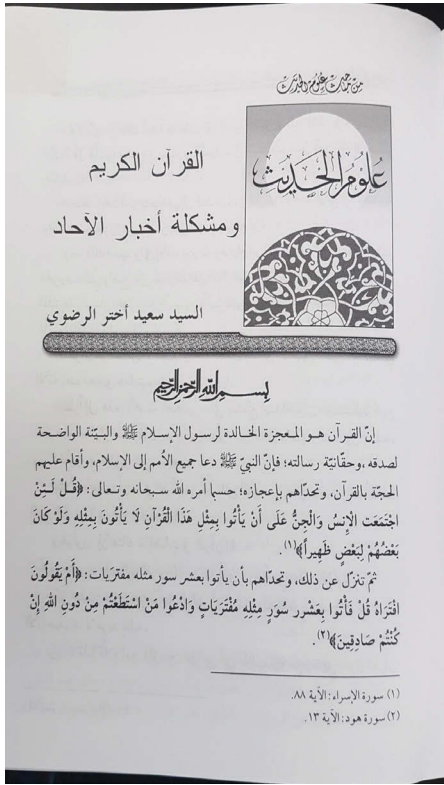 من مباحث علوم الحديث
علوم الحديث
القرآن الكريم
ومشكلة أخبار الآحاد
السيد سعيد أختر الرضوي
بسم الله الرحمن الرحيم
إنّ القرآن هو المعجزة الخالدة لرسول الإسلام ﷺ والبيّنة الواضحة
لصدقه، وحقانيّة رسالته؛ فإنّ النبيّ ﷺ دعا جميع الأمم إلى الإسلام، وأقام عليهم
الحجّة بالقرآن، وتحدّاهم بإعجازه؛ حسبما أمره الله سبحانه وتعالى: ﴿قُل لَئِنْ
اجْتَمَعَت الإِنْسُ وَالْجِنُّ عَلَى أَنْ يَأْتُوا بِمِثْلِ هَذَا الْقُرْآنِ لَا يَأْتُونَ بِمِثْلِهِ وَلَوْ كَانَ
بَعْضُهُمْ لِبَعْضٍ ظَهِيراً﴾(١).
ثمّ تنزّل عن ذلك، وتحدّاهم بأن يأتوا بعشر سور مثله مفتريات: ﴿أَمْ يَقُولُونَ
افْتَرَاهُ قُلْ فَأْتُوا بِعَشْرر سُوَرٍ مِثْلِهِ مُفْتَرَيَاتٍ وَادْعُوا مَنْ اسْتَطَعْتُمْ مِنْ دُونِ اللهِ إِنْ
كُنْتُمْ صَادِقِينَ﴾(٢).
(١) سورة الإسراء: الآية ٨٨.
(٢) سورة هود: الآية ١٣.